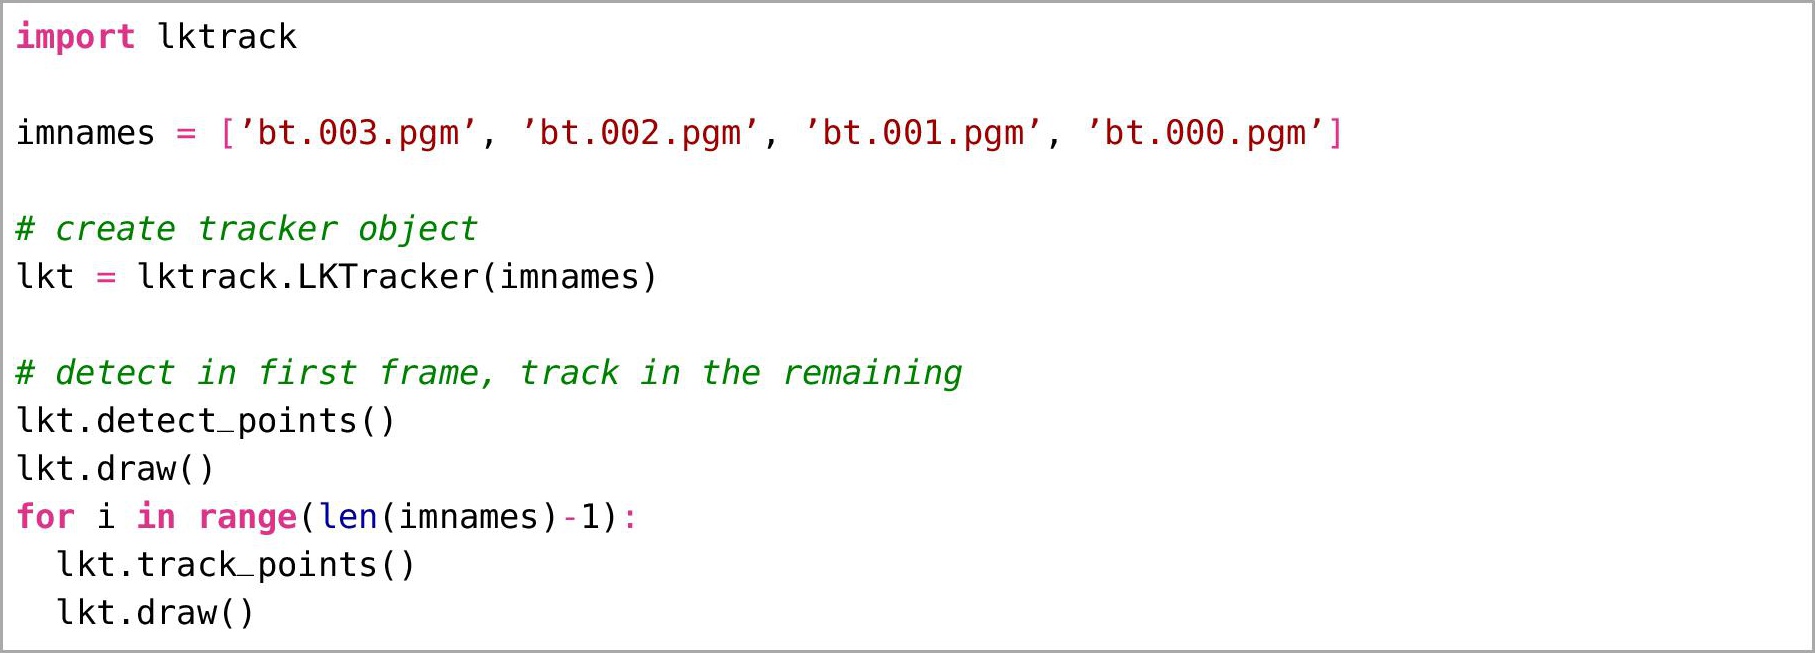 import lktrack
imnames = [’bt.003.pgm’, ’bt.002.pgm’, ’bt.001.pgm’, ’bt.000.pgm’]
# create tracker object
lkt = lktrack.LKTracker(imnames)
# detect in first frame, track in the remaining
lkt.detect_points()
lkt.draw()
for i in range(len(imnames)-1):
  lkt.track_points()
  lkt.draw()